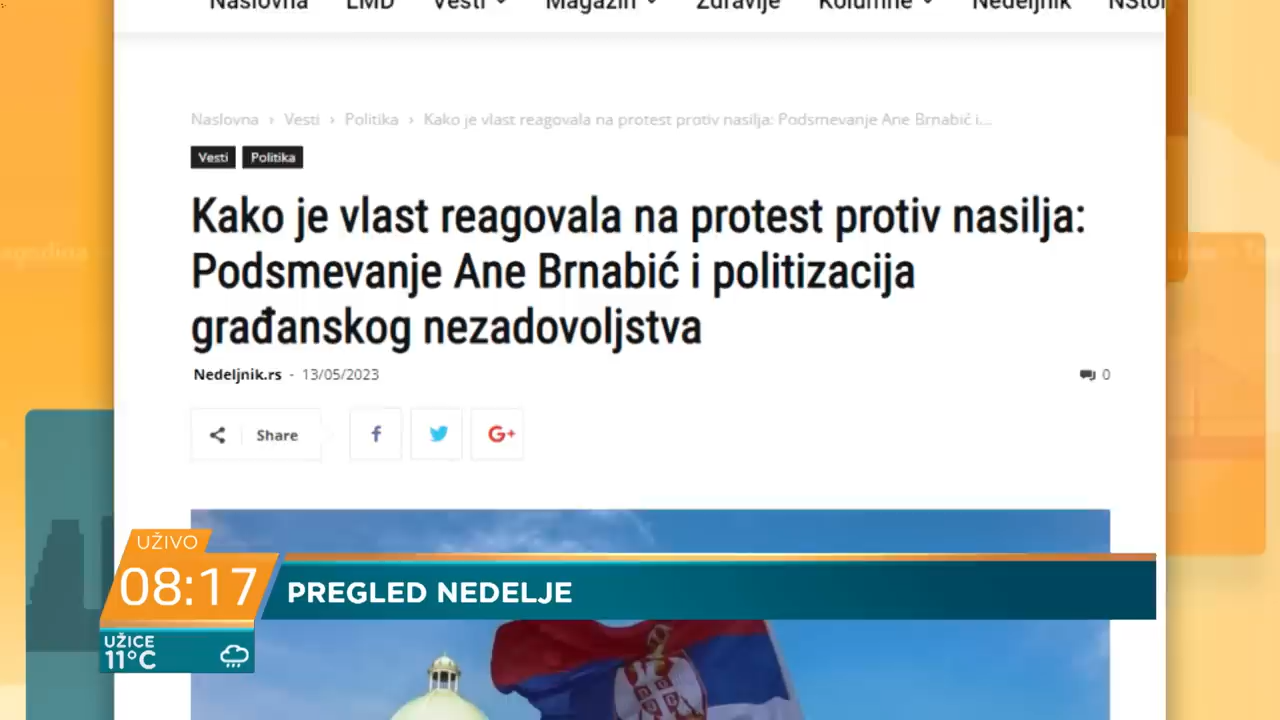 Naslovna LMD Vesti Magazin Zdravlje Kolumne Nedeljnik
Naslovna › Vesti › Politika › Kako je vlast reagovala na protest protiv nasilja: Podsmevanje Ane Brnabić i...
Vesti Politika
Kako je vlast reagovala na protest protiv nasilja:
Podsmevanje Ane Brnabić i politizacija
građanskog nezadovoljstva
Nedeljnik.rs - 13/05/2023 0
Share
UŽIVO
08:17
PREGLED NEDELJE
UŽICE
11°C